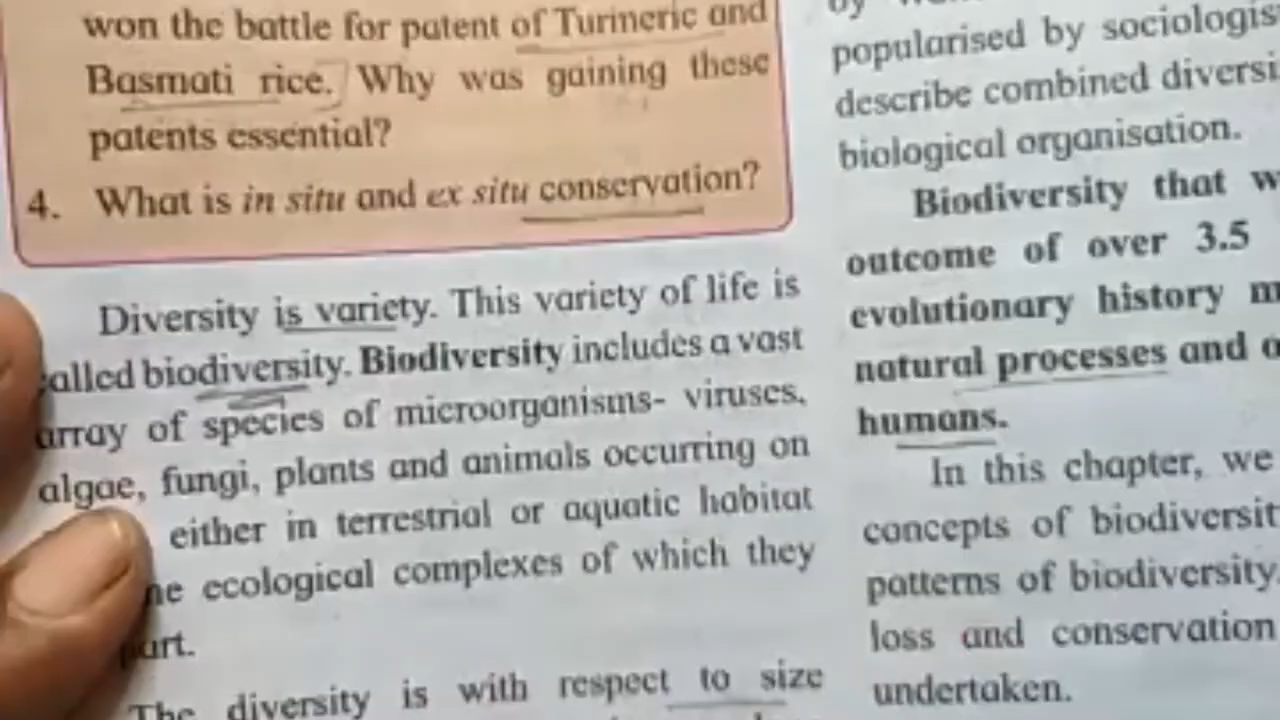 won the battle for patent of Turmeric and
Basmati rice. Why was gaining these
patents essential?
4. What is in situ and ex situ conservation?
Diversity is variety. This variety of life is
called biodiversity. Biodiversity includes a vast
array of species of microorganisms- viruses,
algae, fungi, plants and animals occurring on
either in terrestrial or aquatic habitat
ecological complexes of which they
The diversity is with respect to size
by
popularised by sociologis
describe combined diversi
biological organisation.
Biodiversity that w
outcome of over 3.5
evolutionary history m
natural processes and
humans.
In this chapter, we
concepts of biodiversit
patterns of biodiversity,
loss and conservation
undertaken.